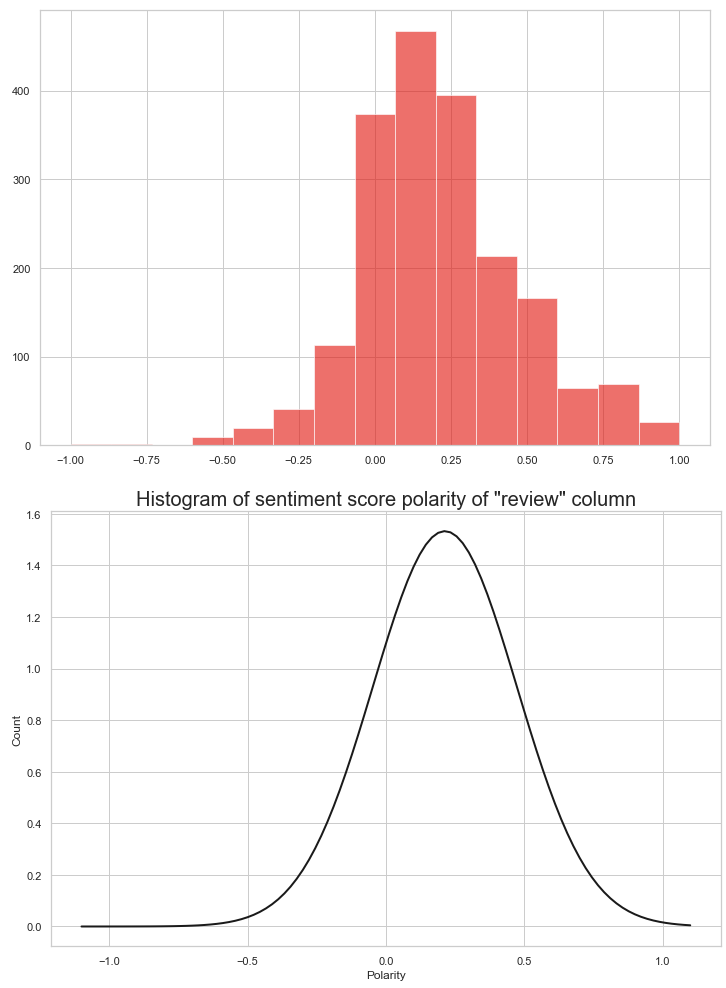 400
300
200
100
0
−1.00 −0.75 −0.50 −0.25 0.00 0.25 0.50 0.75 1.00
Histogram of sentiment score polarity of "review" column
1.6
1.4
1.2
1.0
0.8
0.6
0.4
0.2
0.0
Count
−1.0 −0.5 0.0 0.5 1.0
Polarity